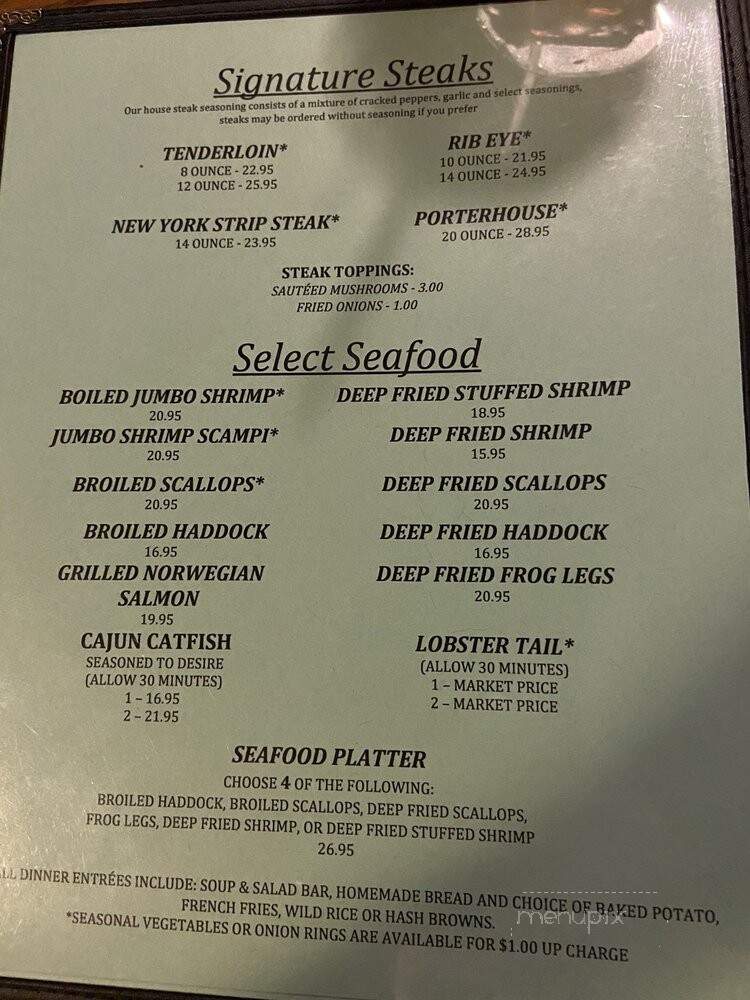 Signature Steaks
Our house steak seasoning consists of a mixture of cracked peppers, garlic and select seasonings,
steaks may be ordered without seasoning if you prefer
TENDERLOIN*
8 OUNCE - 22.95
12 OUNCE - 25.95
RIB EYE*
10 OUNCE - 21.95
14 OUNCE - 24.95
NEW YORK STRIP STEAK*
14 OUNCE - 23.95
PORTERHOUSE*
20 OUNCE - 28.95
STEAK TOPPINGS:
SAUTÉED MUSHROOMS - 3.00
FRIED ONIONS - 1.00
Select Seafood
BOILED JUMBO SHRIMP*
20.95
JUMBO SHRIMP SCAMPI*
20.95
BROILED SCALLOPS*
20.95
BROILED HADDOCK
16.95
GRILLED NORWEGIAN
SALMON
19.95
CAJUN CATFISH
SEASONED TO DESIRE
(ALLOW 30 MINUTES)
1 – 16.95
2 – 21.95
DEEP FRIED STUFFED SHRIMP
18.95
DEEP FRIED SHRIMP
15.95
DEEP FRIED SCALLOPS
20.95
DEEP FRIED HADDOCK
16.95
DEEP FRIED FROG LEGS
20.95
LOBSTER TAIL*
(ALLOW 30 MINUTES)
1 – MARKET PRICE
2 – MARKET PRICE
SEAFOOD PLATTER
CHOOSE 4 OF THE FOLLOWING:
BROILED HADDOCK, BROILED SCALLOPS, DEEP FRIED SCALLOPS,
FROG LEGS, DEEP FRIED SHRIMP, OR DEEP FRIED STUFFED SHRIMP
26.95
LL DINNER ENTRÉES INCLUDE: SOUP & SALAD BAR, HOMEMADE BREAD AND CHOICE OF BAKED POTATO,
FRENCH FRIES, WILD RICE OR HASH BROWNS.
*SEASONAL VEGETABLES OR ONION RINGS ARE AVAILABLE FOR $1.00 UP CHARGE
menupix